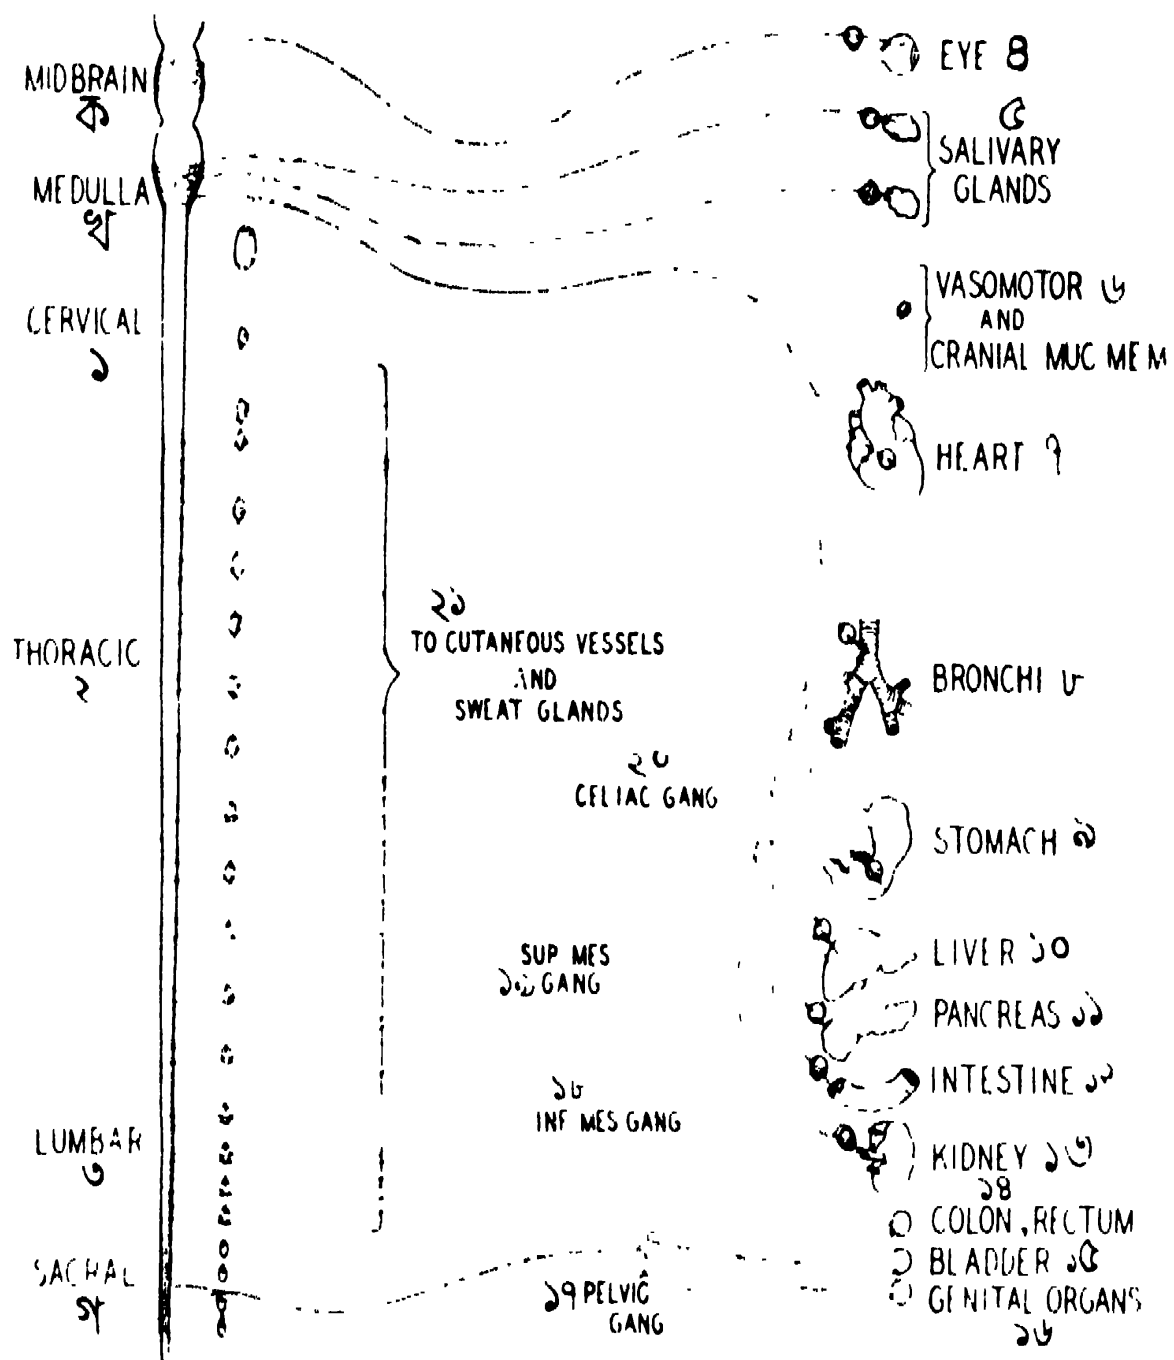 MIDBRAIN
ক
MEDULLA
খ
CERVICAL
১
THORACIC
২
LUMBAR
৩
SACRAL
২১
TO CUTANEOUS VESSELS
AND
SWEAT GLANDS
২০
CELIAC GANG
SUP MES
১৯ GANG
১৮
INF MES GANG
১৭ PELVIC
GANG
EYE ৪
৫
SALIVARY
GLANDS
VASOMOTOR ৬
AND
CRANIAL MUC MEM
HEART ৭
BRONCHI ৮
STOMACH ৯
LIVER ১০
PANCREAS ১১
INTESTINE ১২
KIDNEY ১৩
১৪
COLON, RECTUM
BLADDER ১৫
GENITAL ORGANS
১৬